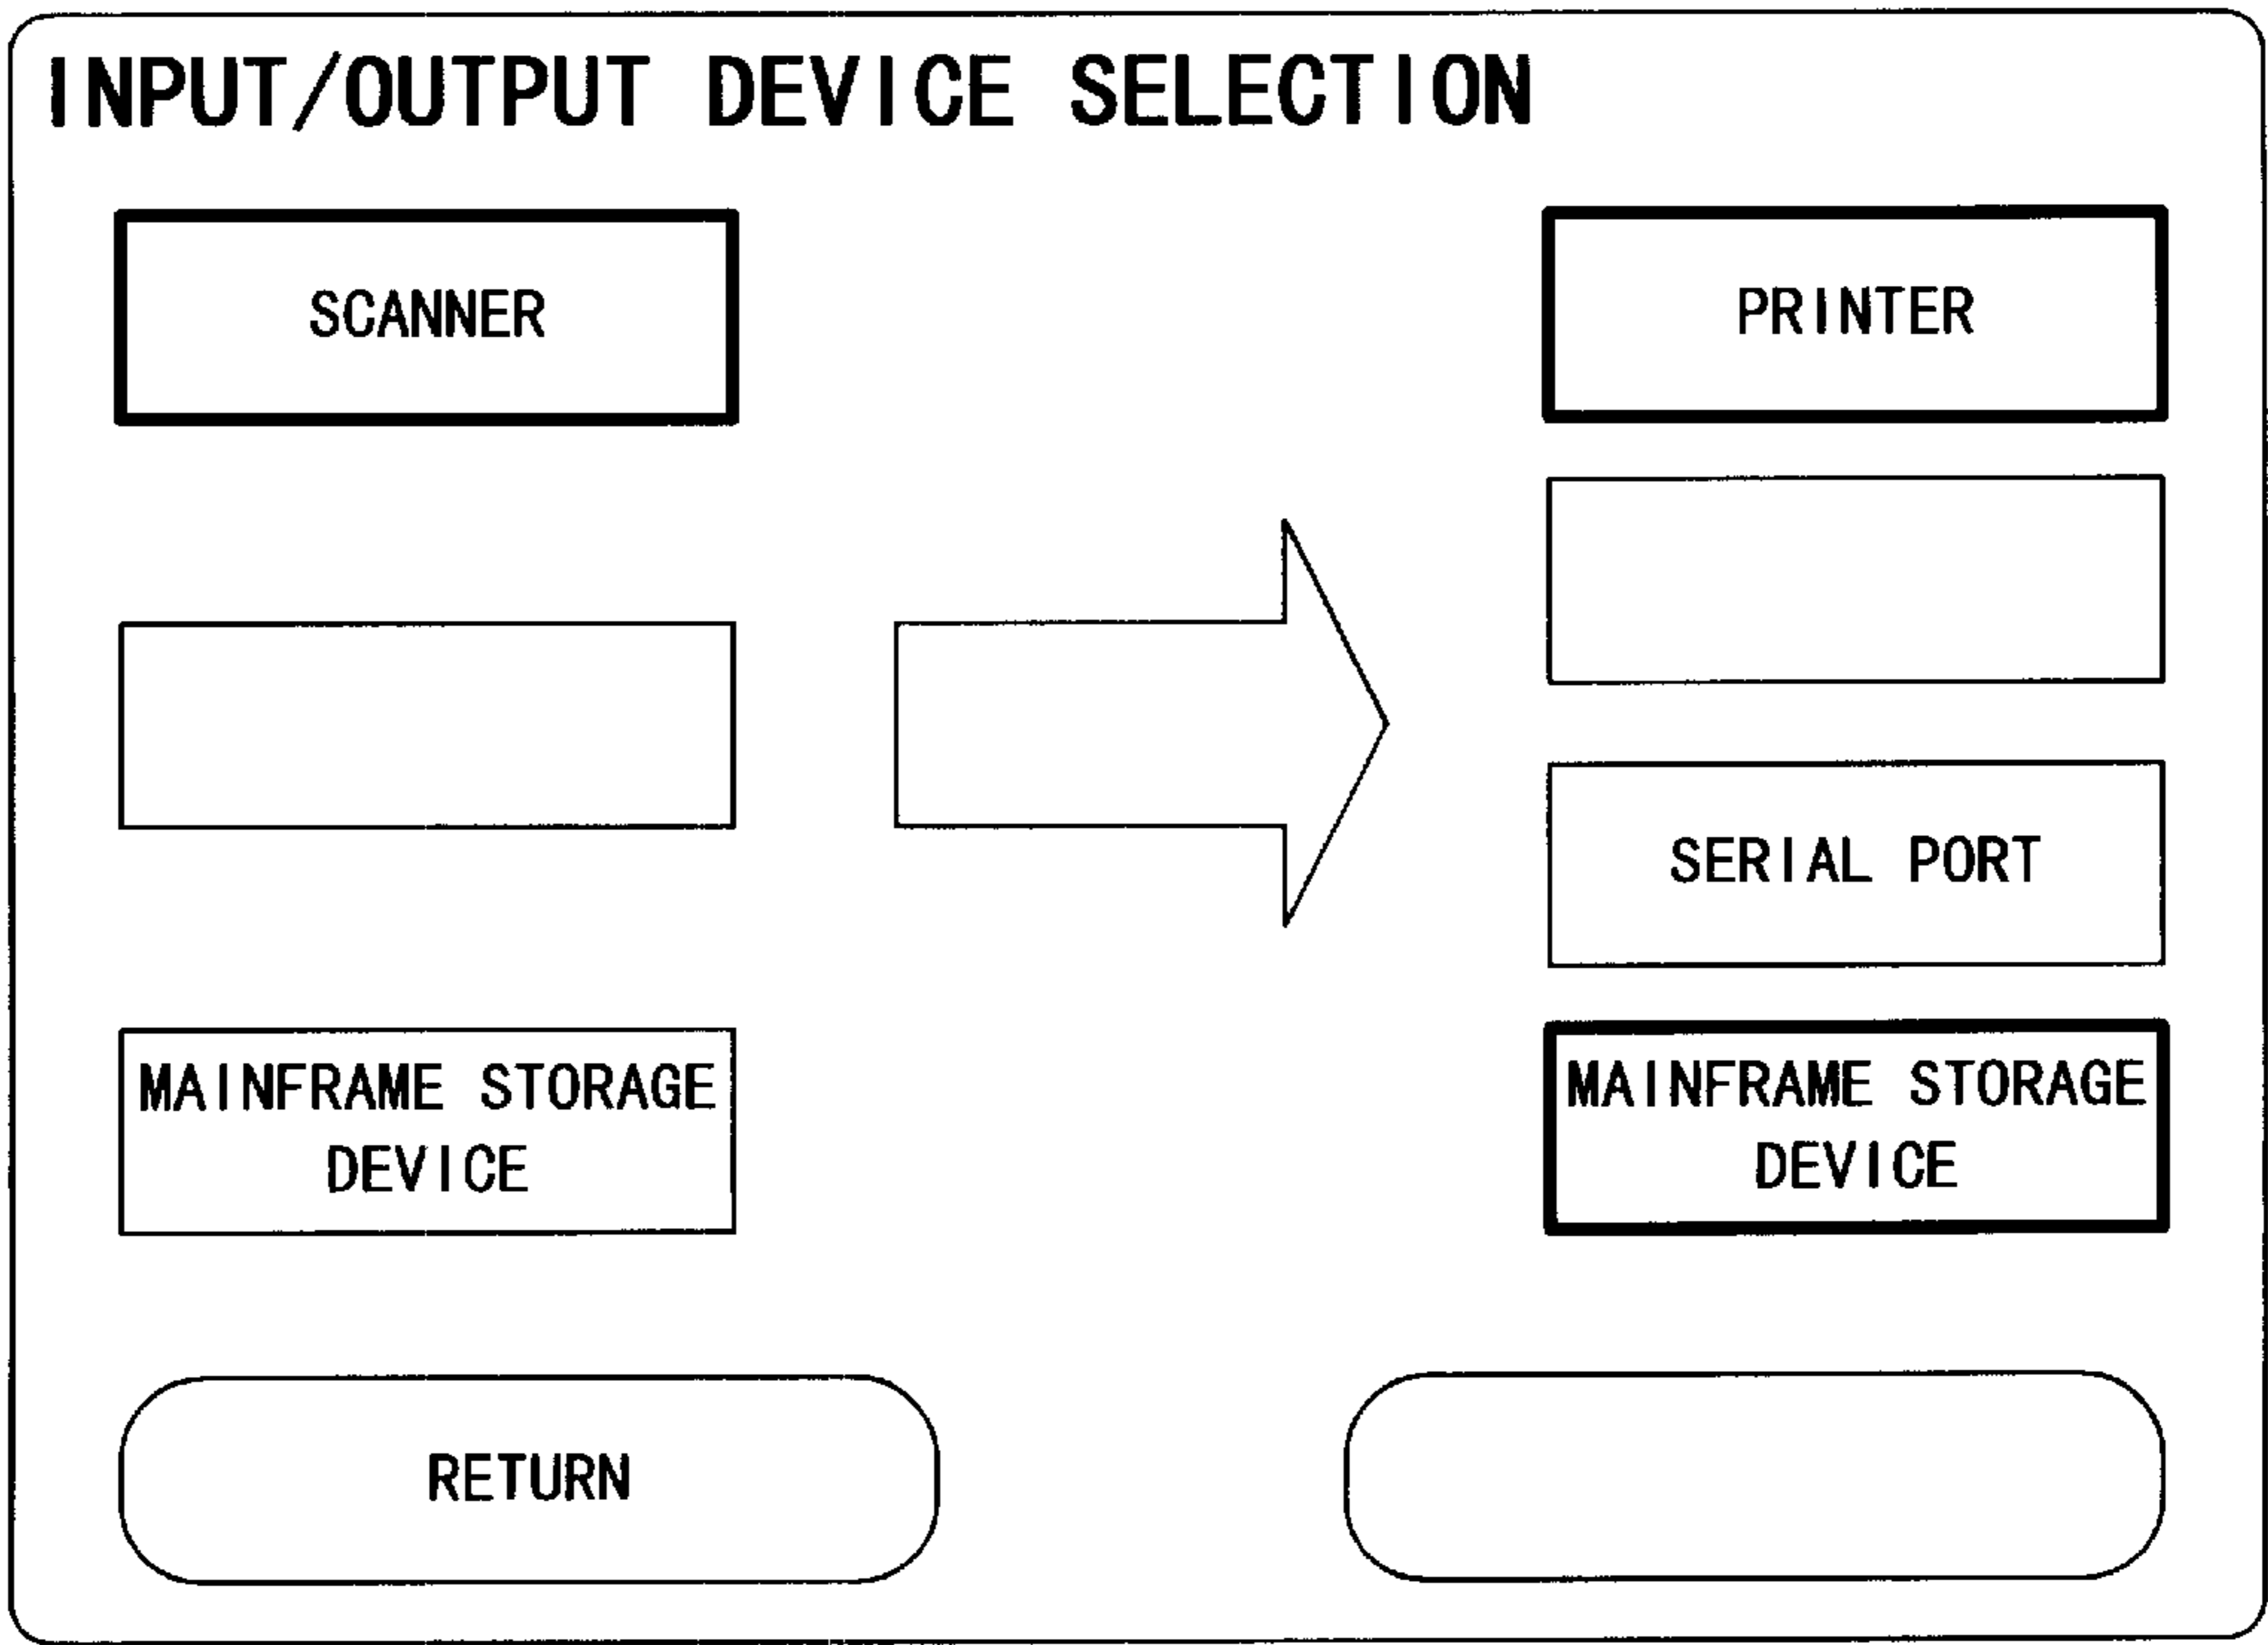 INPUT/OUTPUT DEVICE SELECTION
SCANNER
PRINTER
SERIAL PORT
MAINFRAME STORAGE
DEVICE
MAINFRAME STORAGE
DEVICE
RETURN